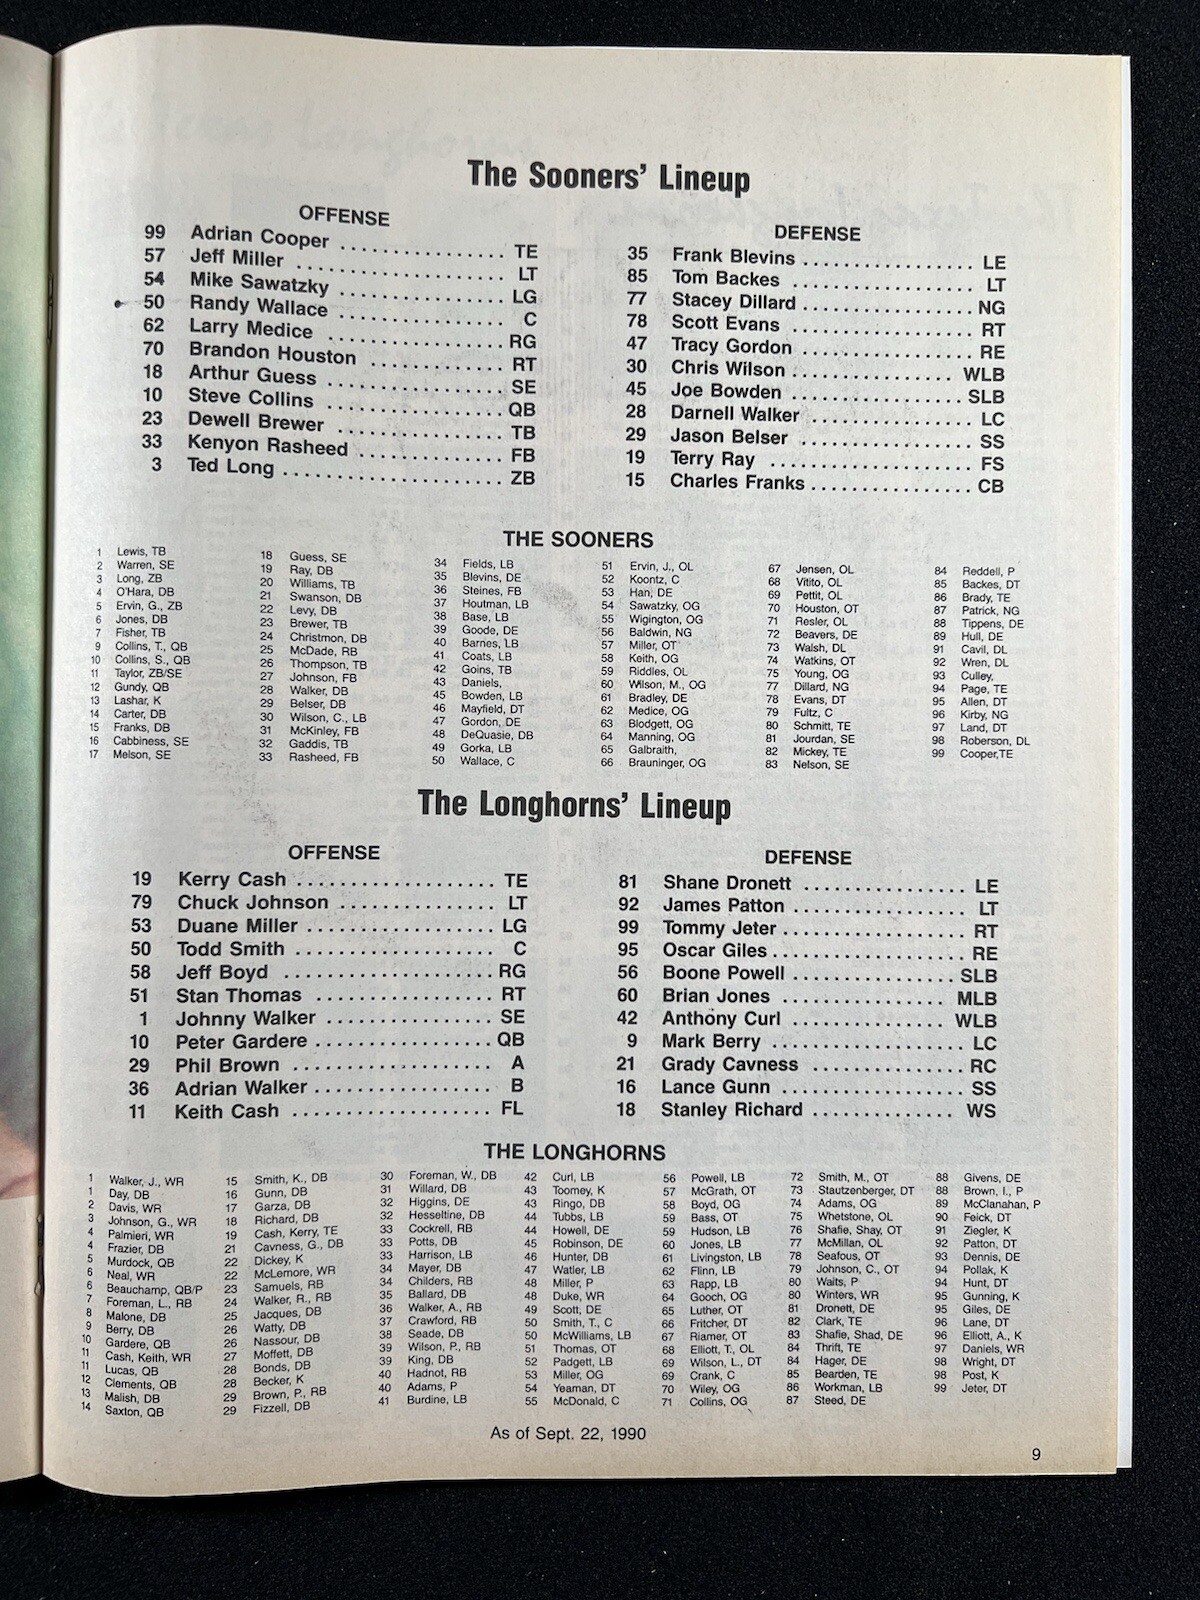 The Sooners' Lineup
OFFENSE
99 Adrian Cooper .................. TE
57 Jeff Miller .................. LT
54 Mike Sawatzky .................. LG
50 Randy Wallace .................. C
62 Larry Medice .................. RG
70 Brandon Houston .................. RT
18 Arthur Guess .................. SE
10 Steve Collins .................. QB
23 Dewell Brewer .................. TB
33 Kenyon Rasheed .................. FB
3 Ted Long .................. ZB
DEFENSE
35 Frank Blevins .................. LE
85 Tom Backes .................. LT
77 Stacey Dillard .................. NG
78 Scott Evans .................. RT
47 Tracy Gordon .................. RE
30 Chris Wilson .................. WLB
45 Joe Bowden .................. SLB
28 Darnell Walker .................. LC
29 Jason Belser .................. SS
19 Terry Ray .................. FS
15 Charles Franks .................. CB
THE SOONERS
1 Lewis, TB
2 Warren, SE
3 Long, ZB
4 O'Hara, DB
5 Ervin, G., ZB
6 Jones, DB
7 Fisher, TB
9 Collins, T., QB
10 Collins, S., QB
11 Taylor, ZB/SE
12 Gundy, QB
13 Lashar, K
14 Carter, DB
15 Franks, DB
16 Cabbiness, SE
17 Melson, SE
18 Guess, SE
19 Ray, DB
20 Williams, TB
21 Swanson, DB
22 Levy, DB
23 Brewer, TB
24 Christmon, DB
25 McDade, RB
26 Thompson, TB
27 Johnson, FB
28 Walker, DB
29 Belser, DB
30 Wilson, C., LB
31 McKinley, FB
32 Gaddis, TB
33 Rasheed, FB
34 Fields, LB
35 Blevins, DE
36 Steines, FB
37 Houtman, LB
38 Base, LB
39 Goode, DE
40 Barnes, LB
41 Coats, LB
42 Goins, TB
43 Daniels,
45 Bowden, LB
46 Mayfield, DT
47 Gordon, DE
48 DeQuasie, DB
49 Gorka, LB
50 Wallace, C
51 Ervin, J., OL
52 Koontz, C
53 Han, DE
54 Sawatzky, OG
55 Wigington, OG
56 Baldwin, NG
57 Miller, OT
58 Keith, OG
59 Riddles, OL
60 Wilson, M., OG
61 Bradley, DE
62 Medice, OG
63 Blodgett, OG
64 Manning, OG
65 Galbraith,
66 Brauninger, OG
67 Jensen, OL
68 Vitito, OL
69 Pettit, OL
70 Houston, OT
71 Resler, OL
72 Beavers, DE
73 Walsh, DL
74 Watkins, OT
75 Young, OG
77 Dillard, NG
78 Evans, DT
79 Fultz, C
80 Schmitt, TE
81 Jourdan, SE
82 Mickey, TE
83 Nelson, SE
84 Reddell, P
85 Backes, DT
86 Brady, TE
87 Patrick, NG
88 Tippens, DE
89 Hull, DE
91 Cavil, DL
92 Wren, DL
93 Culley,
94 Page, TE
95 Allen, DT
96 Kirby, NG
97 Land, DT
98 Roberson, DL
99 Cooper,TE
The Longhorns' Lineup
OFFENSE
19 Kerry Cash .................. TE
79 Chuck Johnson .................. LT
53 Duane Miller .................. LG
50 Todd Smith .................. C
58 Jeff Boyd .................. RG
51 Stan Thomas .................. RT
1 Johnny Walker .................. SE
10 Peter Gardere .................. QB
29 Phil Brown .................. A
36 Adrian Walker .................. B
11 Keith Cash .................. FL
DEFENSE
81 Shane Dronett .................. LE
92 James Patton .................. LT
99 Tommy Jeter .................. RT
95 Oscar Giles .................. RE
56 Boone Powell .................. SLB
60 Brian Jones .................. MLB
42 Anthony Curl .................. WLB
9 Mark Berry .................. LC
21 Grady Cavness .................. RC
16 Lance Gunn .................. SS
18 Stanley Richard .................. WS
THE LONGHORNS
1 Walker, J., WR
1 Day, DB
2 Davis, WR
3 Johnson, G., WR
4 Palmieri, WR
4 Frazier, DB
5 Murdock, QB
6 Neal, WR
6 Beauchamp, QB/P
7 Foreman, L., RB
8 Malone, DB
9 Berry, DB
10 Gardere, QB
11 Cash, Keith, WR
11 Lucas, QB
12 Clements, QB
13 Malish, DB
14 Saxton, QB
15 Smith, K., DB
16 Gunn, DB
17 Garza, DB
18 Richard, DB
19 Cash, Kerry, TE
21 Cavness, G., DB
22 Dickey, K
22 McLemore, WR
23 Samuels, RB
24 Walker, R., RB
25 Jacques, DB
26 Watty, DB
26 Nassour, DB
27 Moffett, DB
28 Bonds, DB
28 Becker, K
29 Brown, P., RB
29 Fizzell, DB
30 Foreman, W., DB
31 Willard, DB
32 Higgins, DE
32 Hesseltine, DB
33 Cockrell, RB
33 Potts, DB
33 Harrison, LB
34 Mayer, DB
34 Childers, RB
35 Ballard, DB
36 Walker, A., RB
37 Crawford, RB
38 Seade, DB
39 Wilson, P., RB
39 King, DB
40 Hadnot, RB
40 Adams, P
41 Burdine, LB
42 Curl, LB
43 Toomey, K
43 Ringo, DB
44 Tubbs, LB
44 Howell, DE
45 Robinson, DE
46 Hunter, DB
47 Watler, LB
48 Miller, P
48 Duke, WR
49 Scott, DE
50 Smith, T., C
50 McWilliams, LB
51 Thomas, OT
52 Padgett, LB
53 Miller, OG
54 Yeaman, DT
55 McDonald, C
56 Powell, LB
57 McGrath, OT
58 Boyd, OG
59 Bass, OT
59 Hudson, LB
60 Jones, LB
61 Livingston, LB
62 Flinn, LB
63 Rapp, LB
64 Gooch, OG
65 Luther, OT
66 Fritcher, DT
67 Riamer, OT
68 Elliott, T., OL
69 Wilson, L., DT
69 Crank, C
70 Wiley, OG
71 Collins, OG
72 Smith, M., OT
73 Stautzenberger, DT
74 Adams, OG
75 Whetstone, OL
76 Shafie, Shay, OT
77 McMillan, OL
78 Seafous, OT
79 Johnson, C., OT
80 Waits, P
80 Winters, WR
81 Dronett, DE
82 Clark, TE
83 Shafie, Shad, DE
84 Thrift, TE
84 Hager, DE
85 Bearden, TE
86 Workman, LB
87 Steed, DE
88 Givens, DE
88 Brown, I., P
89 McClanahan, P
90 Feick, DT
91 Ziegler, K
92 Patton, DT
93 Dennis, DE
94 Pollak, K
94 Hunt, DT
95 Gunning, K
95 Giles, DE
96 Lane, DT
96 Elliott, A., K
97 Daniels, WR
98 Wright, DT
98 Post, K
99 Jeter, DT
As of Sept. 22, 1990
9